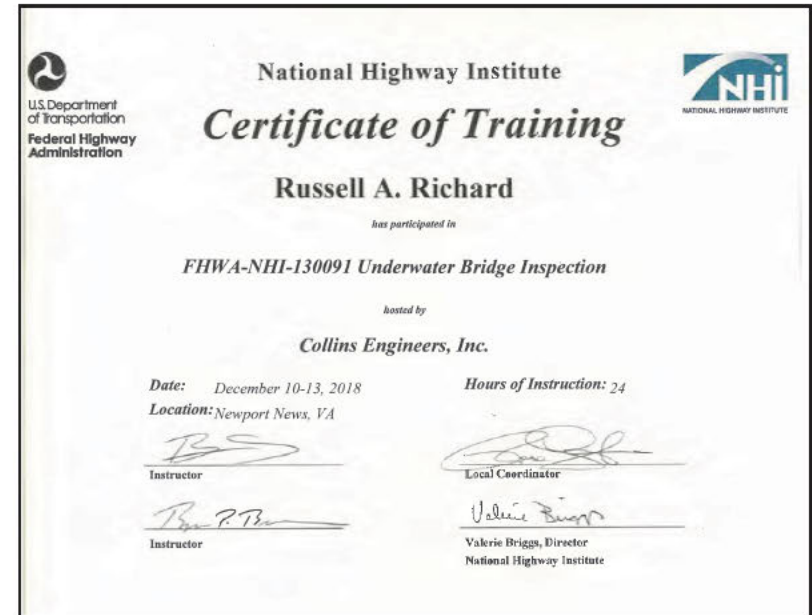 U.S. Department
of Transportation
Federal Highway
Administration
National Highway Institute
NHi
NATIONAL HIGHWAY INSTITUTE
Certificate of Training
Russell A. Richard
has participated in
FHWA-NHI-130091 Underwater Bridge Inspection
hosted by
Collins Engineers, Inc.
Date: December 10-13, 2018
Hours of Instruction: 24
Location: Newport News, VA
Instructor
Local Coordinator
Valerie Briggs
Instructor
Valerie Briggs, Director
National Highway Institute